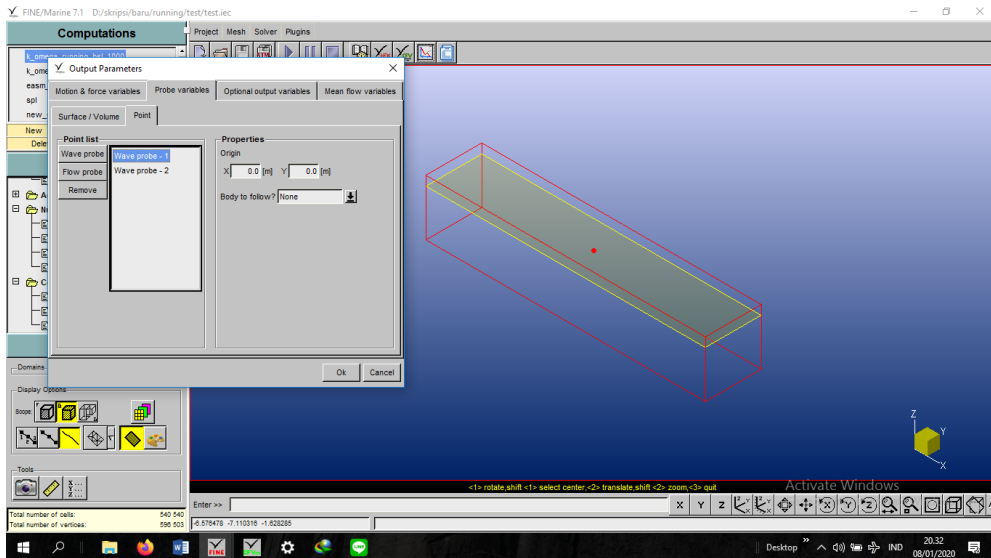 FINE/Marine 7.1 D:/skripsi/baru/running/test/test.iec
Computations
Project Mesh Solver Plugins
k_omega_running_bsl_1000
k_ome
easm_
spl
new_
New
Dele
Output Parameters
Motion & force variables Probe variables Optional output variables Mean flow variables
Surface / Volume Point
Point list
Wave probe
Flow probe
Remove
Wave probe - 1
Wave probe - 2
Properties
Origin
X 0.0 [m] Y 0.0 [m]
Body to follow? None
Ok Cancel
A
N
C
Domains
Display Options
Scope:
Tools
X...
Y...
Z...
Z
Y
X
<1> rotate,shift <1> select center,<2> translate,shift <2> zoom,<3> quit
Activate Windows
Enter >>
X Y Z
Total number of cells: 540 540
Total number of vertices: 596 503
-6.576478 -7.110316 -1.628285
FINE
Desktop
IND
20.32
08/01/2020